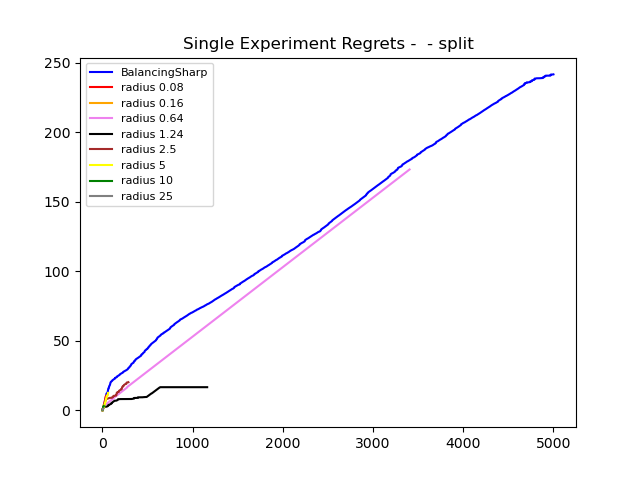 Single Experiment Regrets -  - split
250
200
150
100
50
0
BalancingSharp
radius 0.08
radius 0.16
radius 0.64
radius 1.24
radius 2.5
radius 5
radius 10
radius 25
0 1000 2000 3000 4000 5000